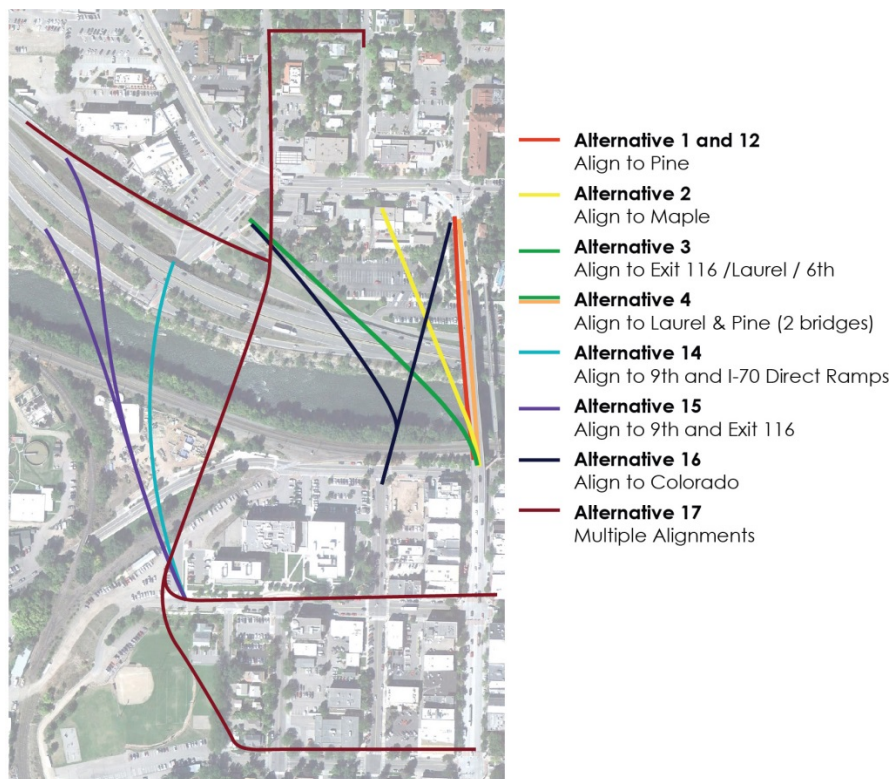 Alternative 1 and 12
Align to Pine
Alternative 2
Align to Maple
Alternative 3
Align to Exit 116 /Laurel / 6th
Alternative 4
Align to Laurel & Pine (2 bridges)
Alternative 14
Align to 9th and I-70 Direct Ramps
Alternative 15
Align to 9th and Exit 116
Alternative 16
Align to Colorado
Alternative 17
Multiple Alignments